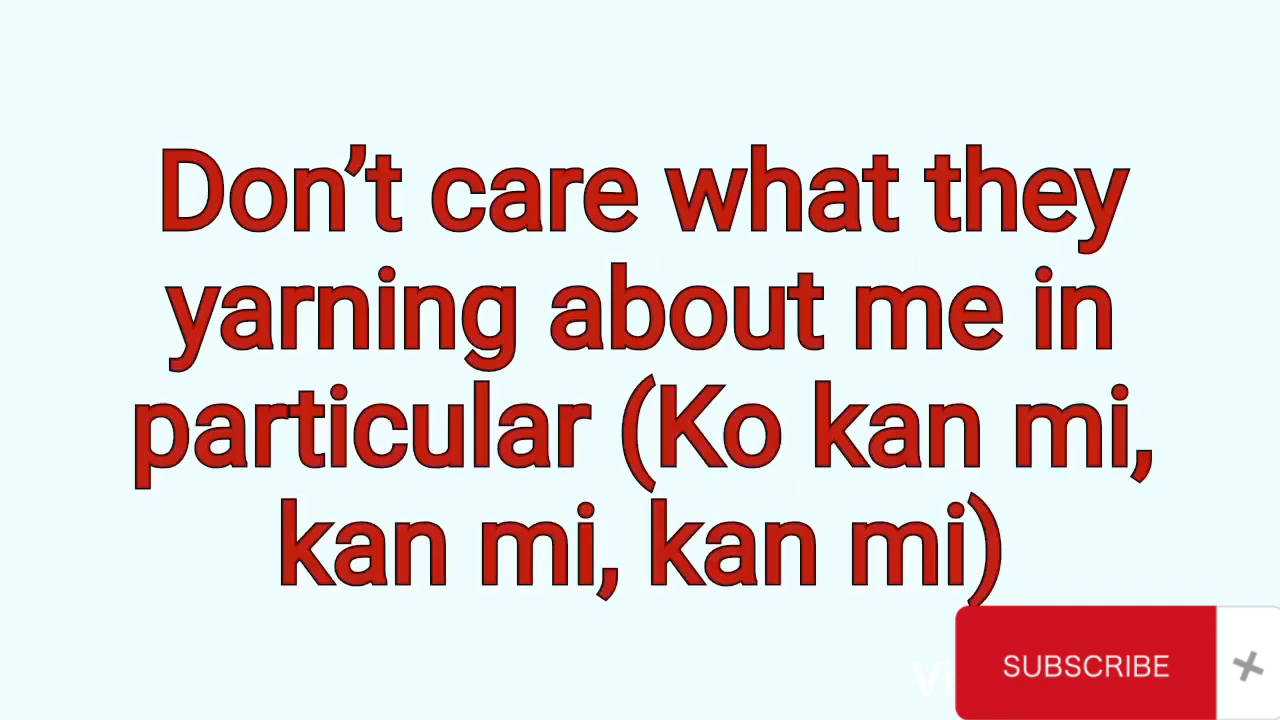 Don’t care what they
yarning about me in
particular (Ko kan mi,
kan mi, kan mi)
SUBSCRIBE